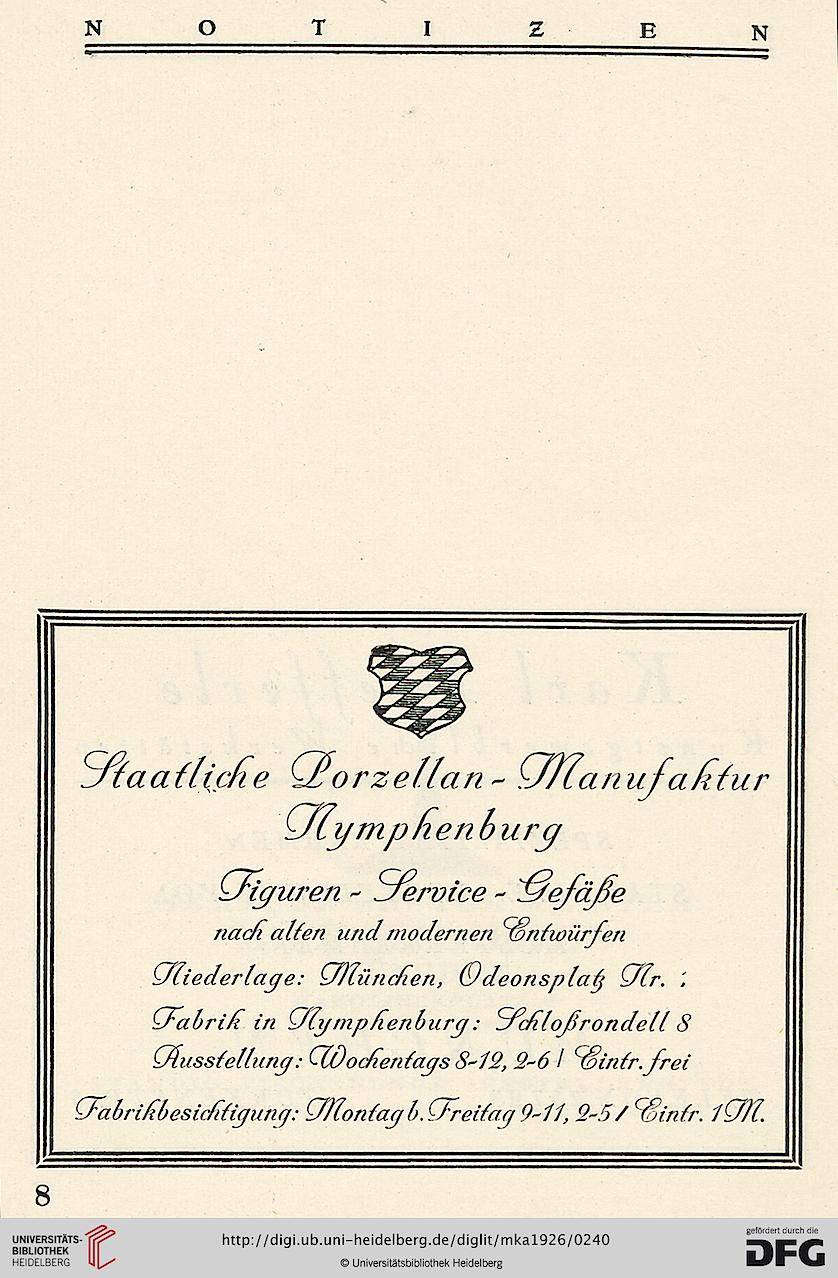 N O T I Z E N
Staatliche Porzellan-Manufaktur
Nymphenburg
Figuren - Service - Gefäße
nach alten und modernen Entwürfen
Niederlage: München, Odeonsplatz Nr.
Fabrik in Nymphenburg: Schloßrondell 8
Ausstellung: Wochentags 8-12, 2-6 / Eintr. frei
Fabrikbesichtigung: Montag b. Freitag 9-11, 2-5 / Eintr. 1 M.
8
UNIVERSITÄTS-
BIBLIOTHEK
HEIDELBERG
http://digi.ub.uni-heidelberg.de/diglit/mka1926/0240
© Universitätsbibliothek Heidelberg
gefördert durch die
DFG